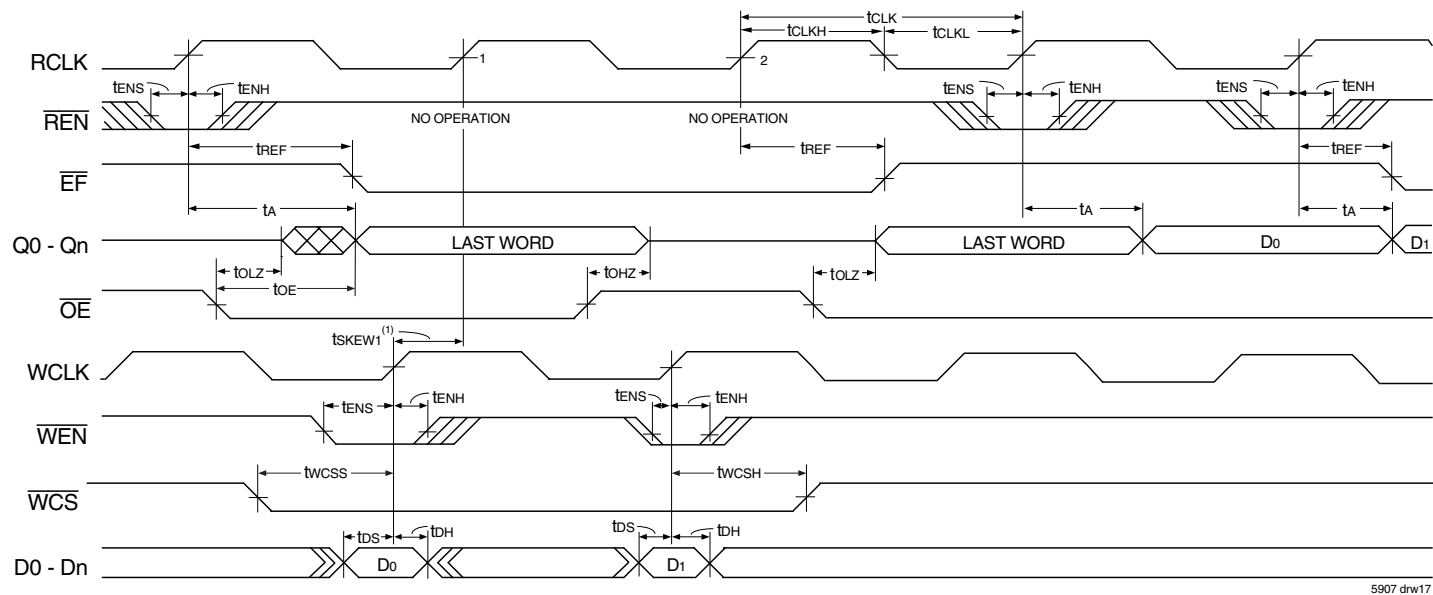 tCLK
tCLKH tCLKL
RCLK 1 2
tENS tENH tENS tENH tENS tENH
REN NO OPERATION NO OPERATION
tREF tREF tREF
EF
tA tA tA
Q0 - Qn LAST WORD LAST WORD D0 D1
tOLZ tOHZ tOLZ
tOE
OE
tSKEW1(1)
WCLK
tENS tENH tENS tENH
WEN
tWCSS tWCSH
WCS
tDS tDH tDS tDH
D0 - Dn D0 D1
5907 drw17